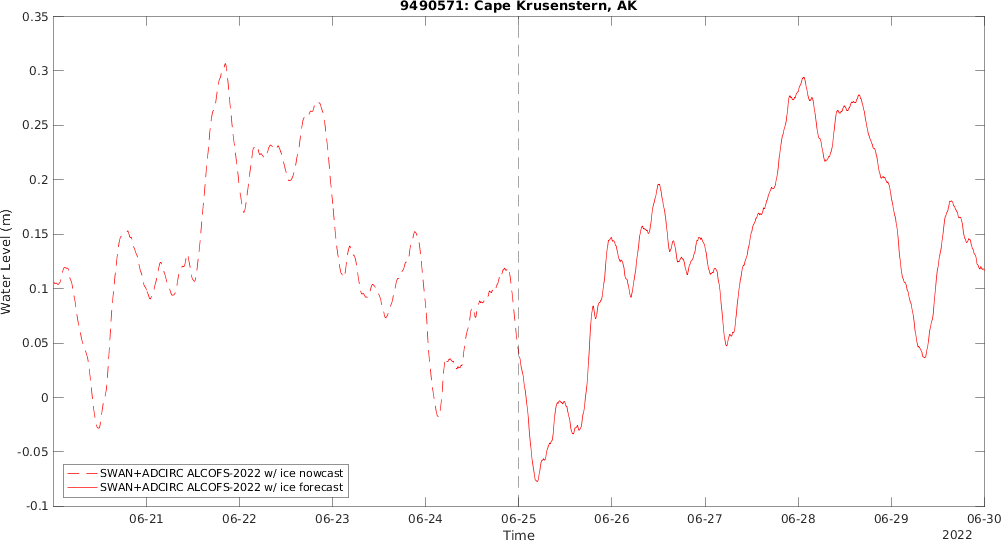 9490571: Cape Krusenstern, AK
0.35
0.3
0.25
0.2
0.15
0.1
0.05
0
-0.05
-0.1
Water Level (m)
SWAN+ADCIRC ALCOFS-2022 w/ ice nowcast
SWAN+ADCIRC ALCOFS-2022 w/ ice forecast
06-21 06-22 06-23 06-24 06-25 06-26 06-27 06-28 06-29 06-30
Time
2022